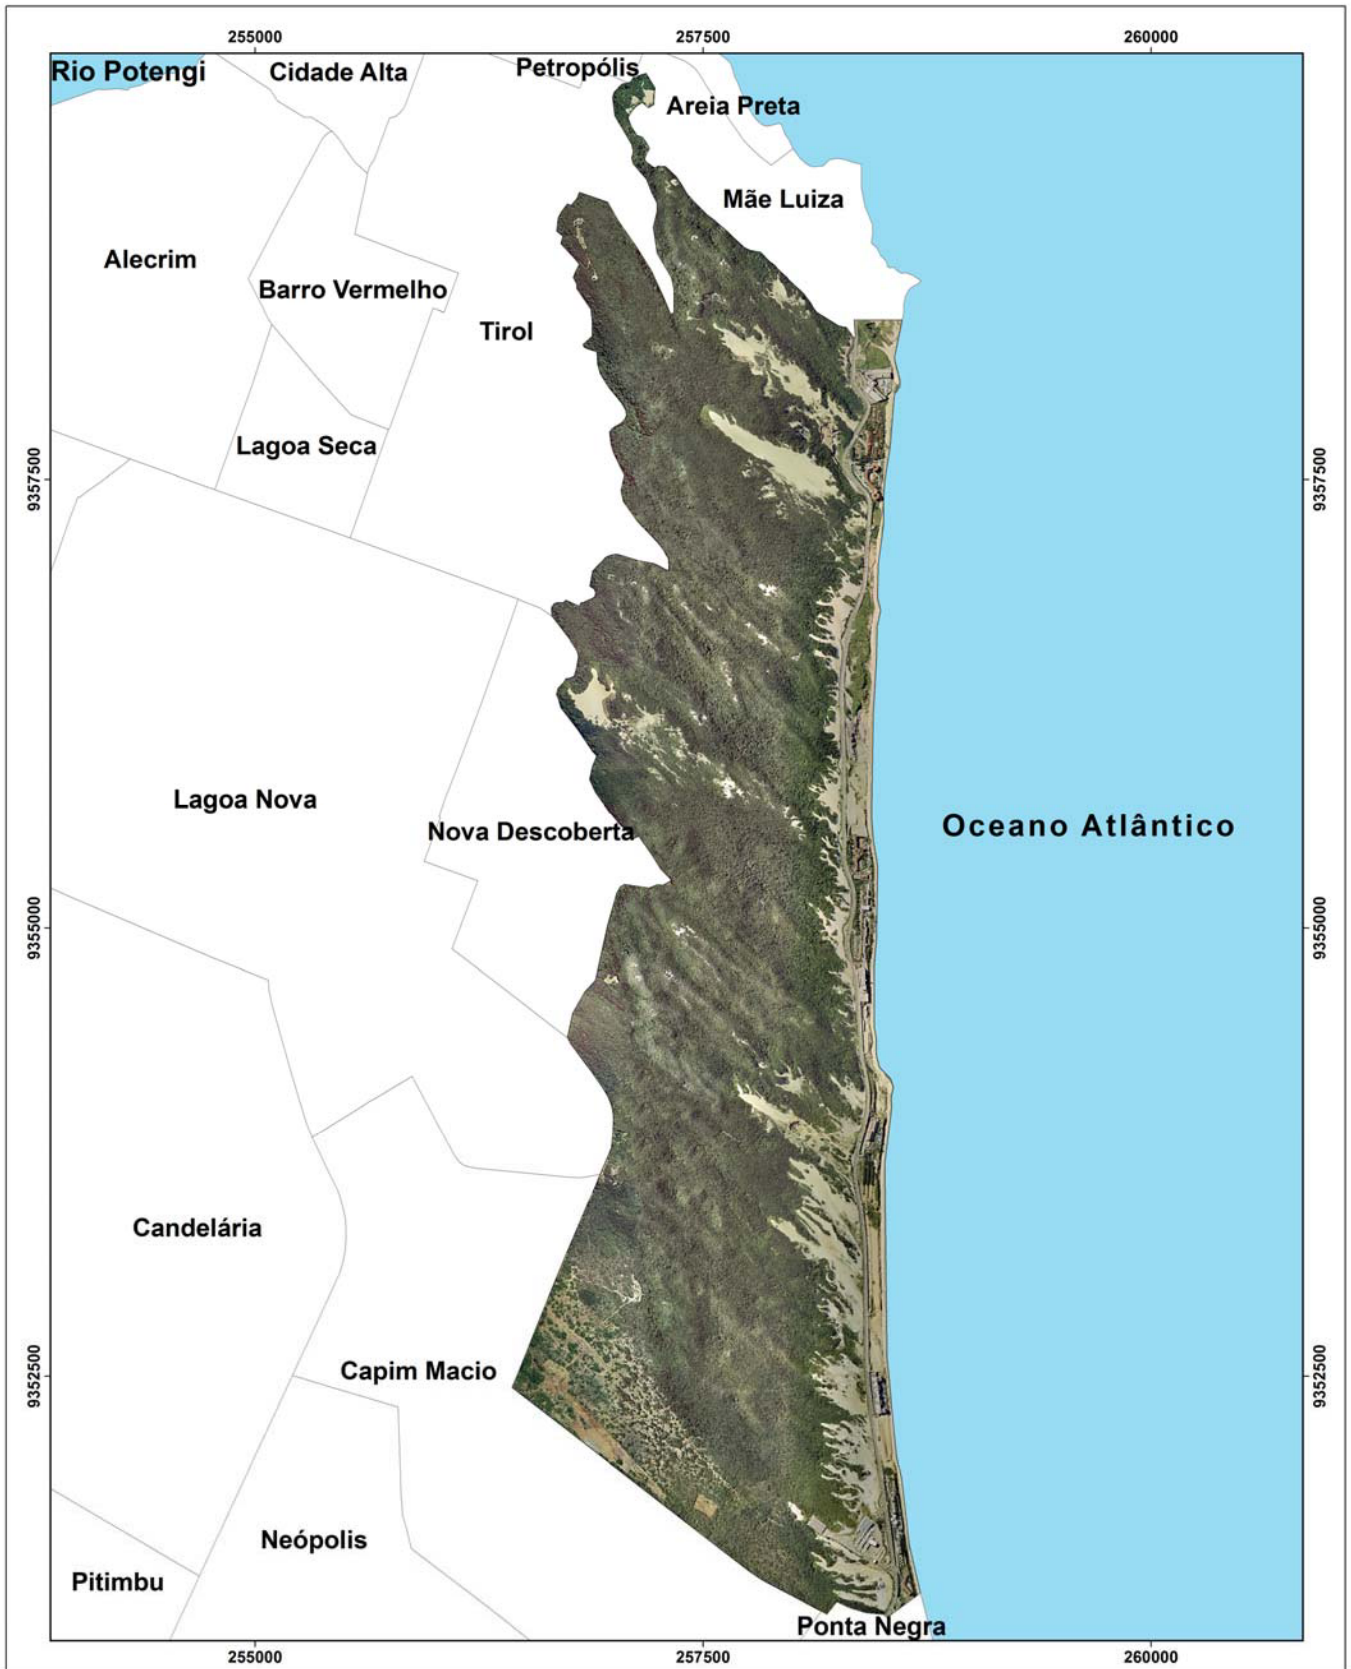 255000
257500
260000
Rio Potengi
Cidade Alta
Petropólis
Areia Preta
Mãe Luiza
Alecrim
Barro Vermelho
Tirol
Lagoa Seca
9357500
9357500
Lagoa Nova
Nova Descoberta
Oceano Atlântico
9355000
9355000
Candelária
Capim Macio
9352500
9352500
Neópolis
Pitimbu
Ponta Negra
255000
257500
260000